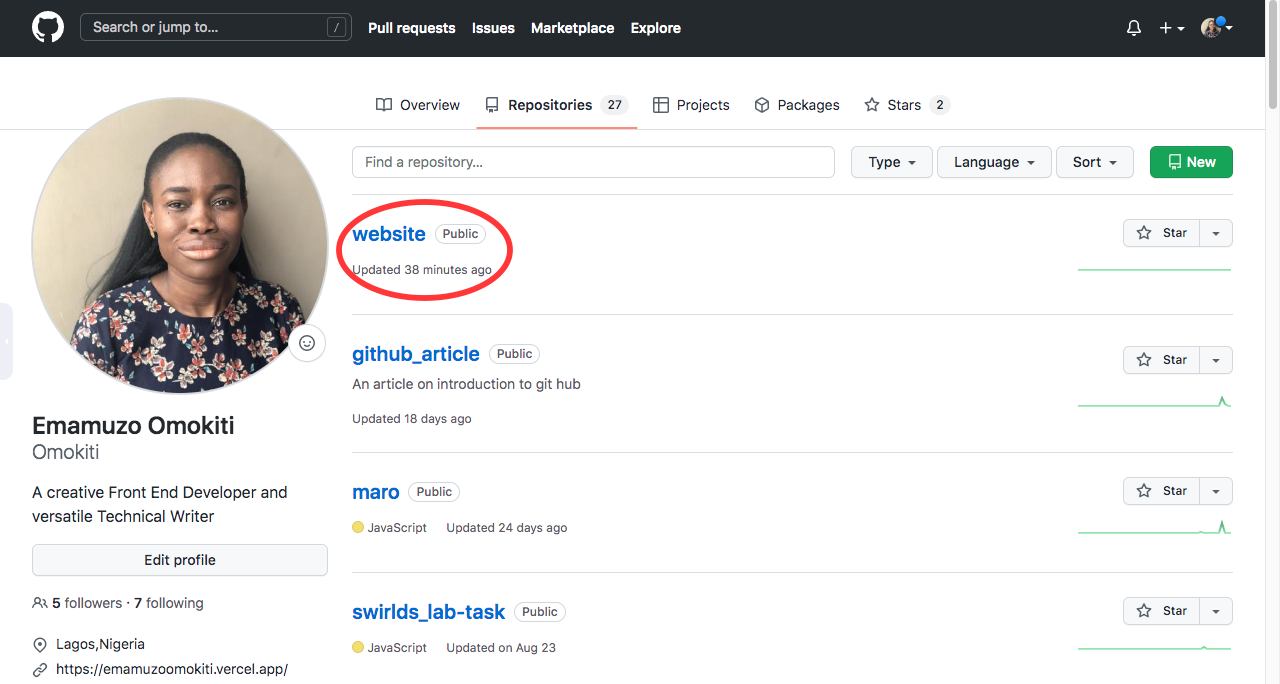 Search or jump to... /
Pull requests Issues Marketplace Explore
Overview Repositories 27 Projects Packages Stars 2
Find a repository... Type Language Sort New
website Public Star
Updated 38 minutes ago
github_article Public Star
An article on introduction to git hub
Updated 18 days ago
Emamuzo Omokiti
Omokiti
A creative Front End Developer and
versatile Technical Writer
Edit profile
5 followers · 7 following
Lagos,Nigeria
https://emamuzoomokiti.vercel.app/
maro Public Star
JavaScript Updated 24 days ago
swirlds_lab-task Public Star
JavaScript Updated on Aug 23